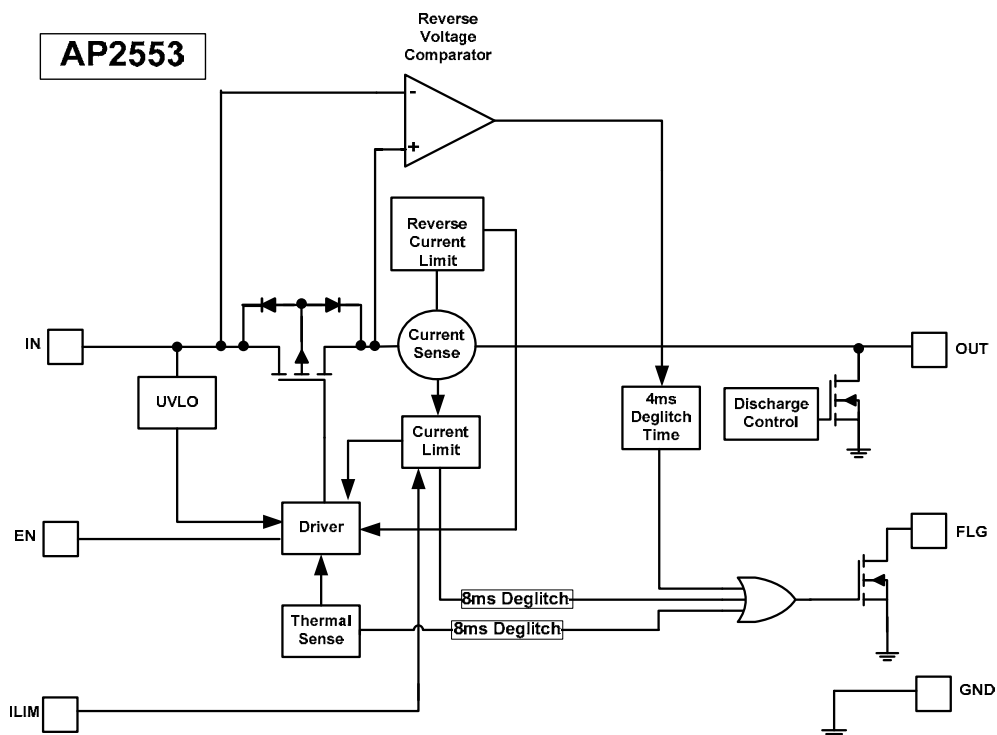 AP2553
Reverse
Voltage
Comparator
-
+
Reverse
Current
Limit
IN
Current
Sense
OUT
UVLO
4ms
Deglitch
Time
Discharge
Control
Current
Limit
EN
Driver
FLG
8ms Deglitch
Thermal
Sense
8ms Deglitch
GND
ILIM